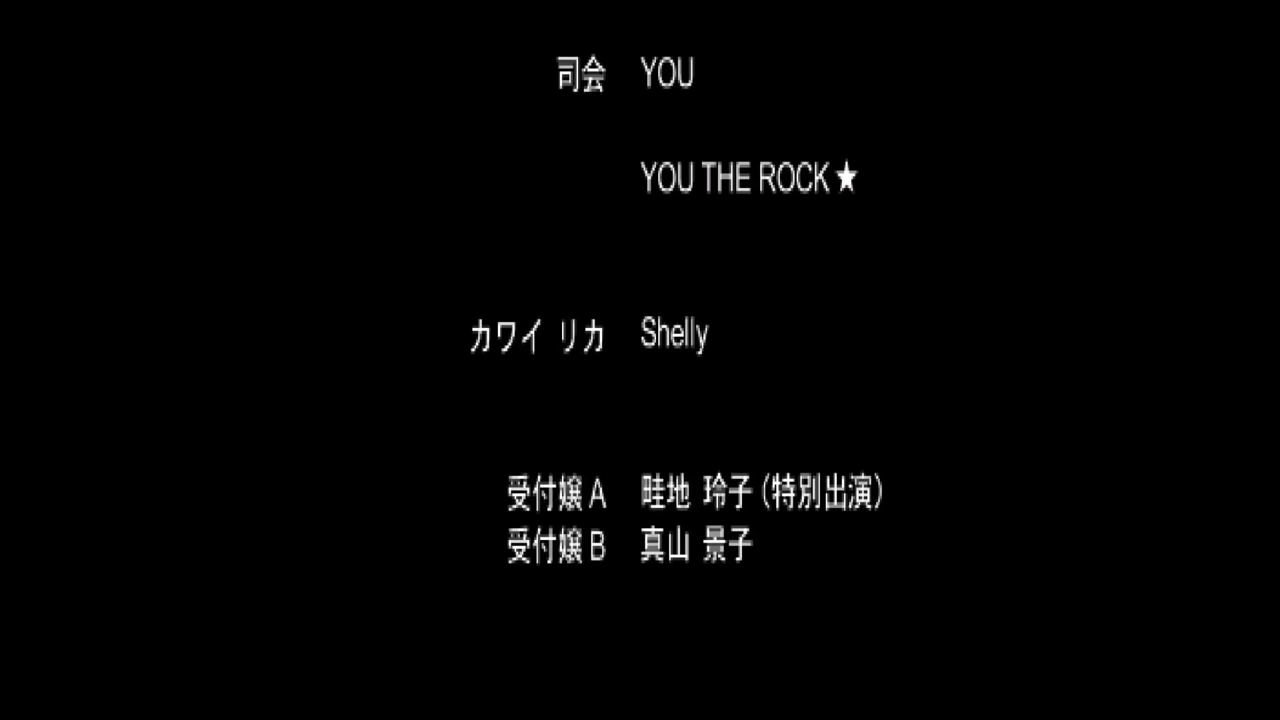 司会 YOU
YOU THE ROCK★
カワイ リカ Shelly
受付嬢A 畦地 玲子(特別出演)
受付嬢B 真山 景子